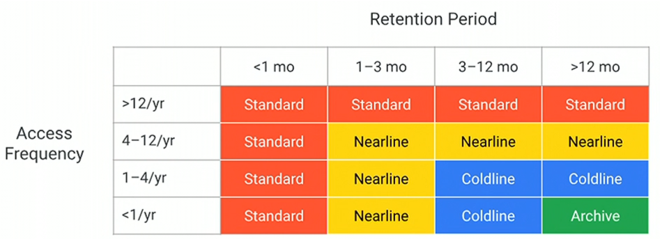 Retention Period
<1 mo 1–3 mo 3–12 mo >12 mo
>12/yr Standard Standard Standard Standard
Access
Frequency
4–12/yr Standard Nearline Nearline Nearline
1–4/yr Standard Nearline Coldline Coldline
<1/yr Standard Nearline Coldline Archive